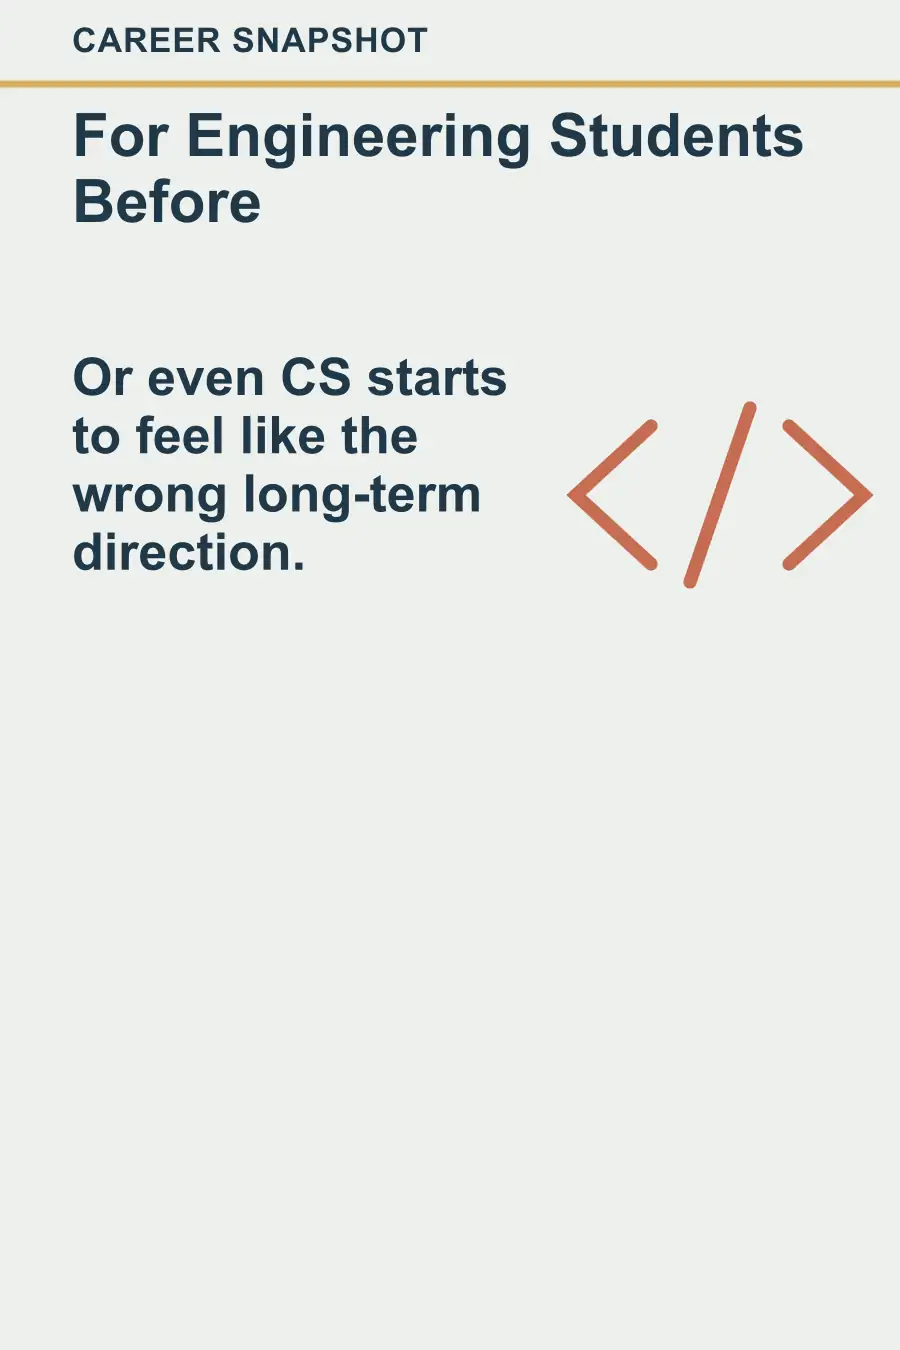 CAREER SNAPSHOT
For Engineering Students
Before
Or even CS starts
to feel like the
wrong long-term
direction.